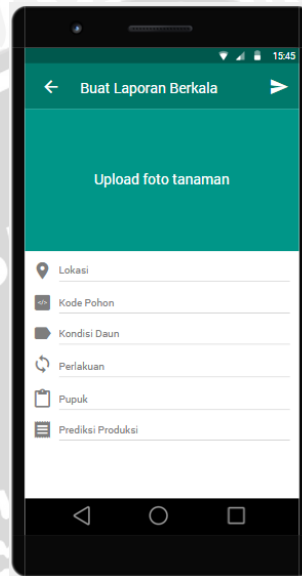 15:45
Buat Laporan Berkala
Upload foto tanaman
Lokasi
Kode Pohon
Kondisi Daun
Perlakuan
Pupuk
Prediksi Produksi